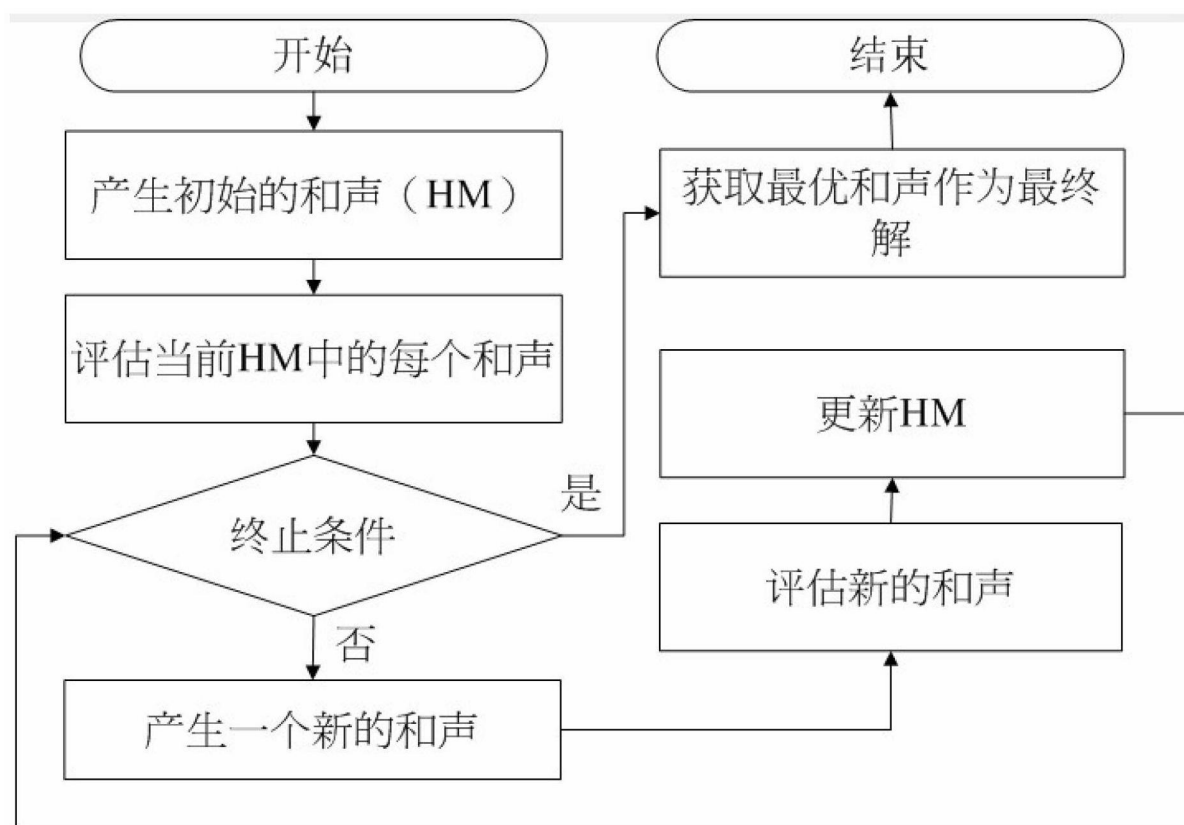 开始
产生初始的和声（HM）
评估当前HM中的每个和声
终止条件
是
否
产生一个新的和声
评估新的和声
更新HM
获取最优和声作为最终
解
结束